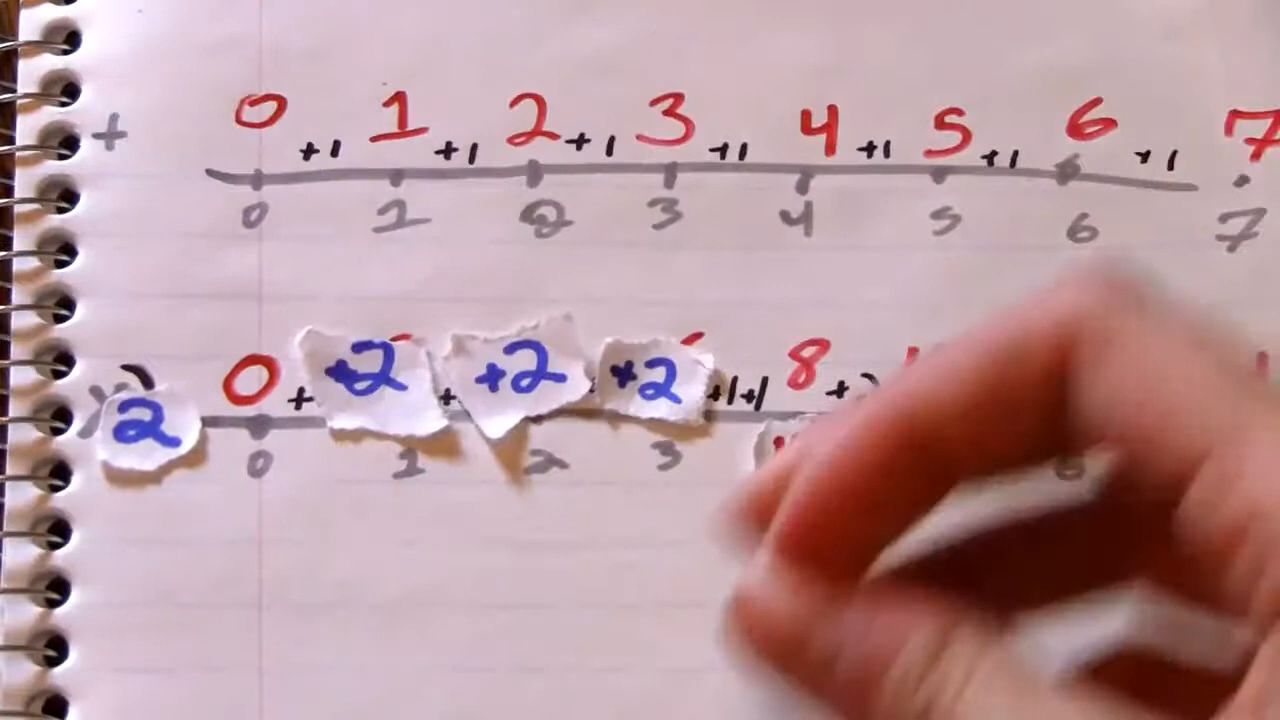 + 0 +1 1 +1 2 +1 3 +1 4 +1 5 +1 6 +1 7
0 1 2 3 4 5 6 7
2 0 + +2 + +2 +2 +1+1 8 +
0 1 2 3 6